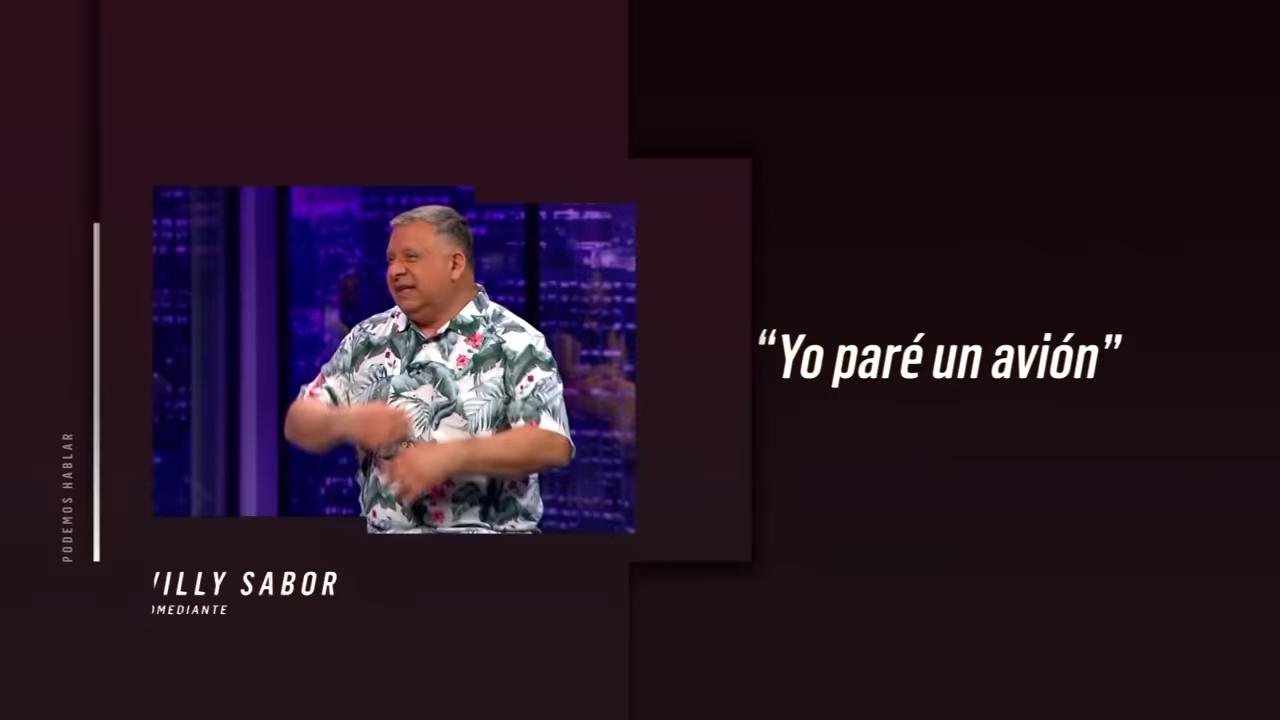 “Yo paré un avión”
PODEMOS HABLAR
ILLY SABOR
MEDIANTE